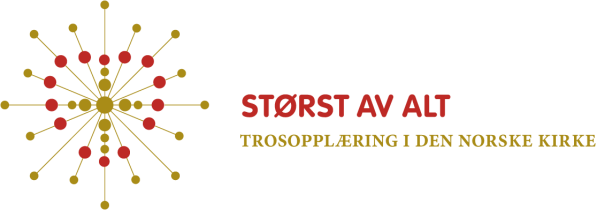 STØRST AV ALT
TROSOPPLÆRING I DEN NORSKE KIRKE